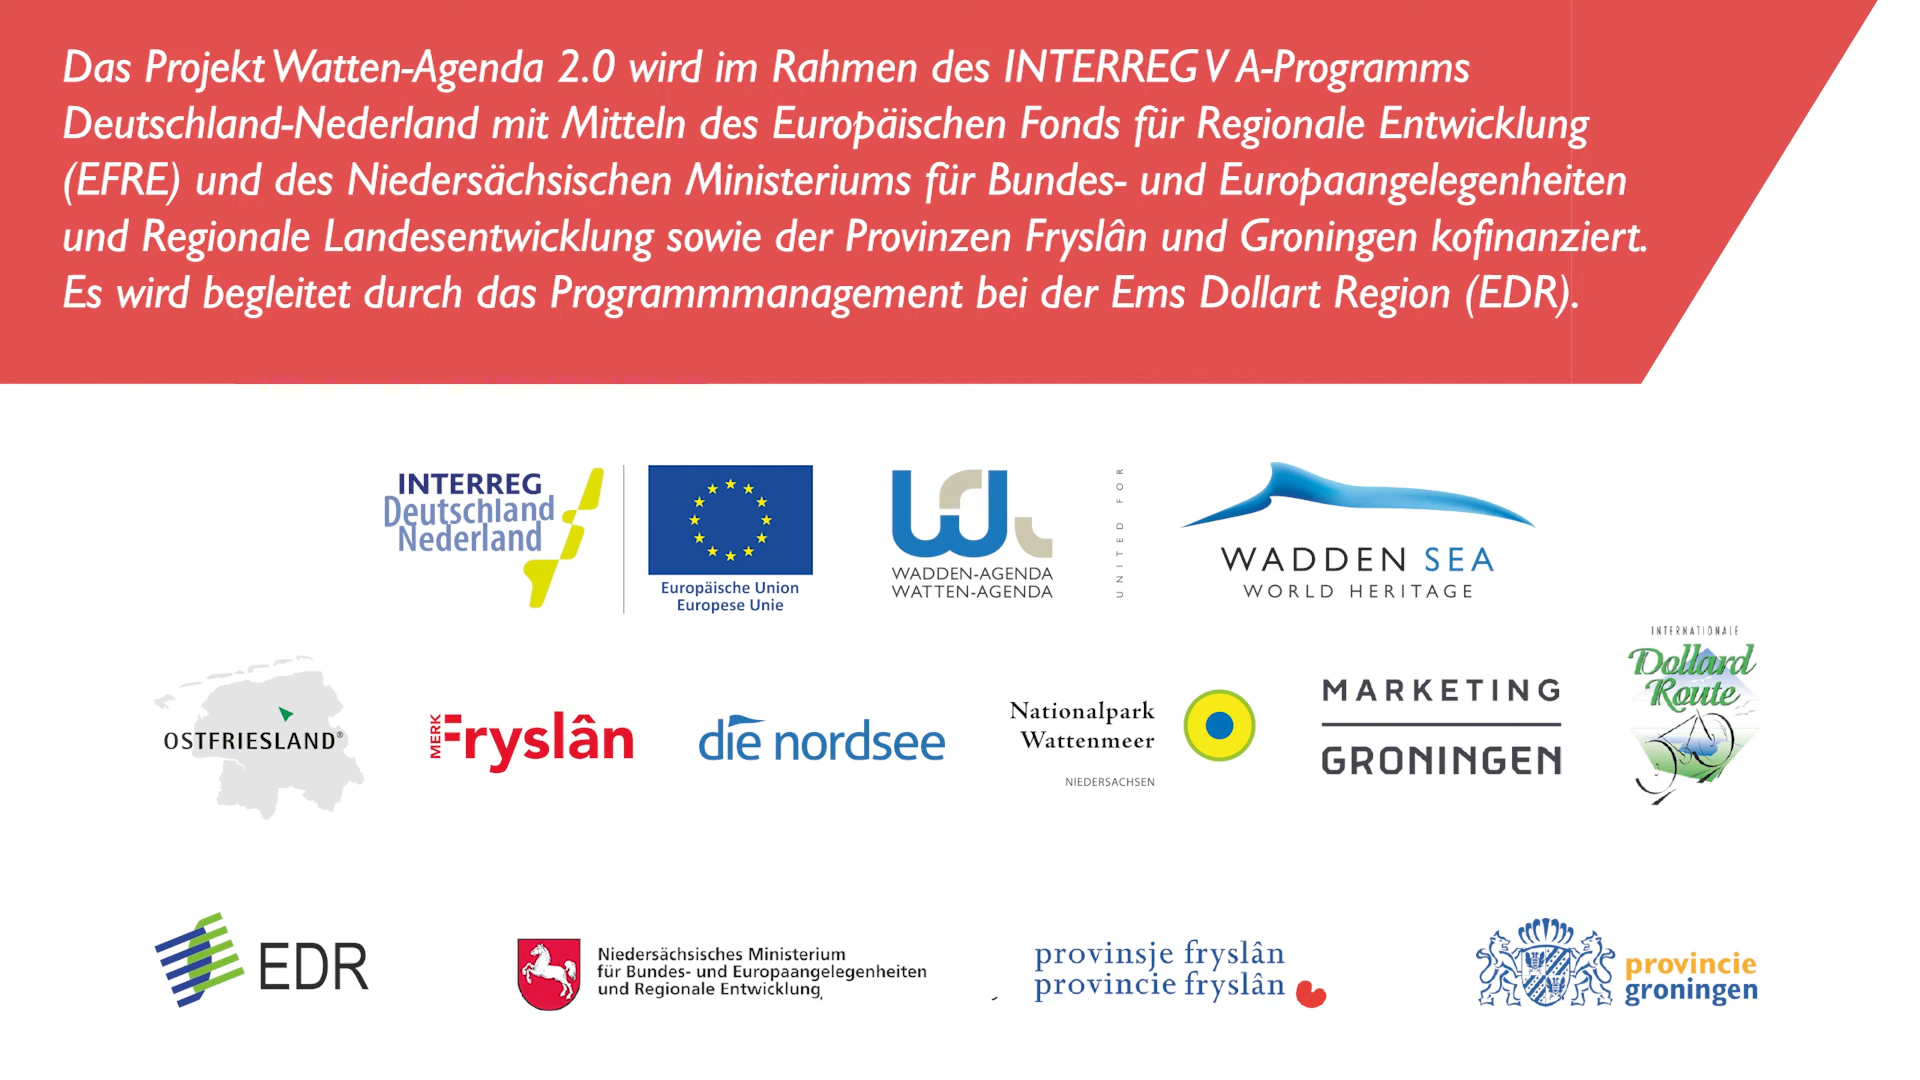 Das Projekt Watten-Agenda 2.0 wird im Rahmen des INTERREG V A-Programms
Deutschland-Nederland mit Mitteln des Europäischen Fonds für Regionale Entwicklung
(EFRE) und des Niedersächsischen Ministeriums für Bundes- und Europaangelegenheiten
und Regionale Landesentwicklung sowie der Provinzen Fryslân und Groningen kofinanziert.
Es wird begleitet durch das Programmmanagement bei der Ems Dollart Region (EDR).
INTERREG
Deutschland
Nederland
Europäische Union
Europese Unie
WADDEN-AGENDA
WATTEN-AGENDA
UNITED FOR
WADDEN SEA
WORLD HERITAGE
OSTFRIESLAND®
MERK
Fryslân
die nordsee
Nationalpark
Wattenmeer
NIEDERSACHSEN
MARKETING
GRONINGEN
INTERNATIONALE
Dollard
Route
EDR
Niedersächsisches Ministerium
für Bundes- und Europaangelegenheiten
und Regionale Entwicklung
provinsje fryslân
provincie fryslân
provincie
groningen